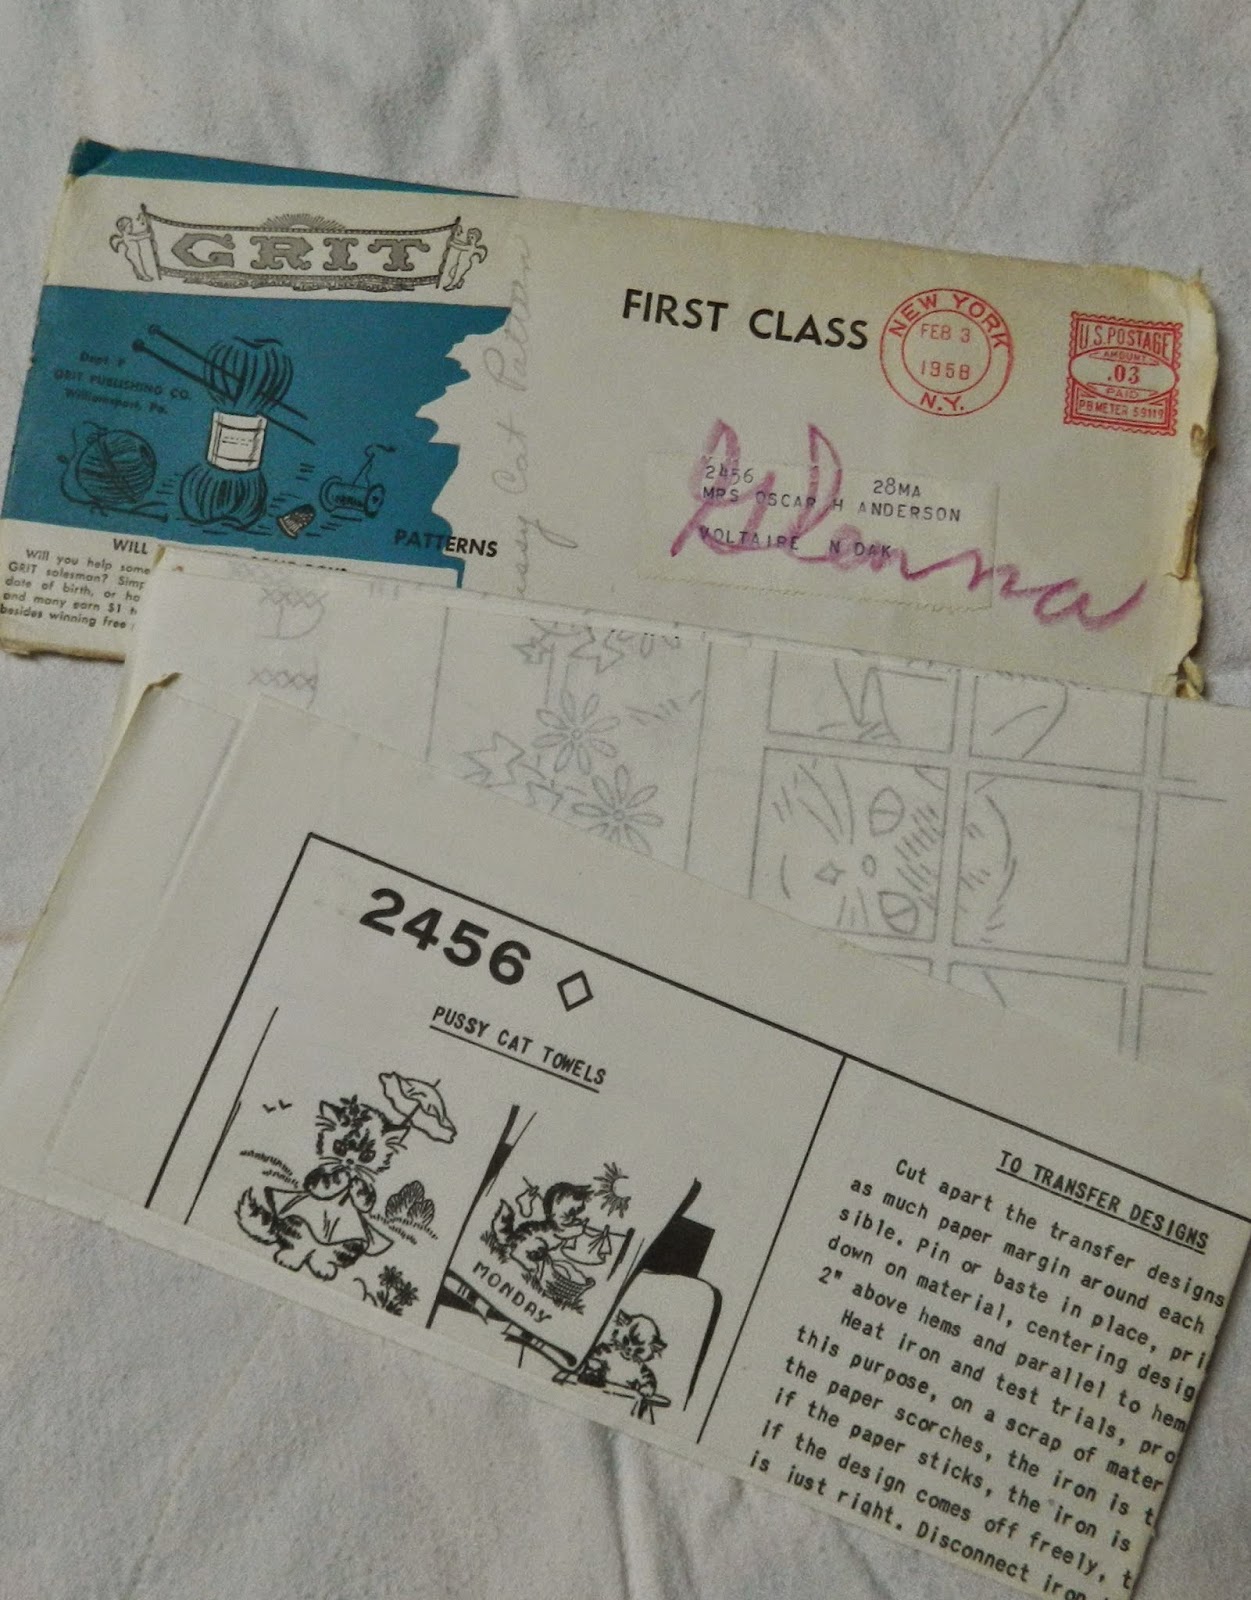 GRIT
Dept. P
GRIT PUBLISHING CO.
Williamsport, Pa.
PATTERNS
WILL
Will you help some
GRIT salesman? Simp
date of birth, or ho
and many earn $1 t
besides winning free
ussy Cat Pattern
FIRST CLASS
NEW YORK
FEB 3
1958
N.Y.
U.S. POSTAGE
AMOUNT
.03
PAID
PB METER 59119
2456 28MA
MRS OSCAR H ANDERSON
VOLTAIRE N DAK
Glenna
2456 ◇
PUSSY CAT TOWELS
MONDAY
TO TRANSFER DESIGNS
Cut apart the transfer designs
as much paper margin around each
sible. Pin or baste in place, pri
down on material, centering desig
2" above hems and parallel to hem
Heat iron and test trials, pro
this purpose, on a scrap of mater
the paper scorches, the iron is t
if the paper sticks, the iron is
if the design comes off freely, t
is just right. Disconnect iron